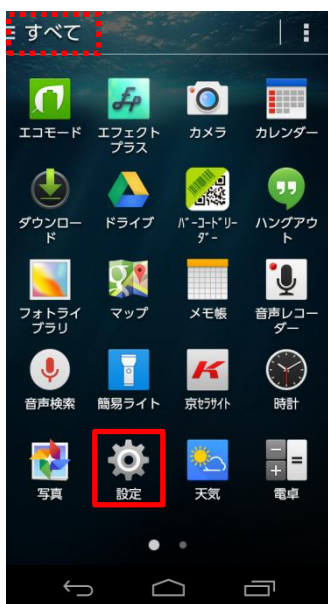 すべて
エコモード
エフェクト
プラス
カメラ
カレンダー
ダウンロー
ド
ドライブ
バーコードリー
ダー
ハングアウ
ト
フォトライ
ブラリ
マップ
メモ帳
音声レコー
ダー
音声検索
簡易ライト
京セラサイト
時計
写真
設定
天気
電卓